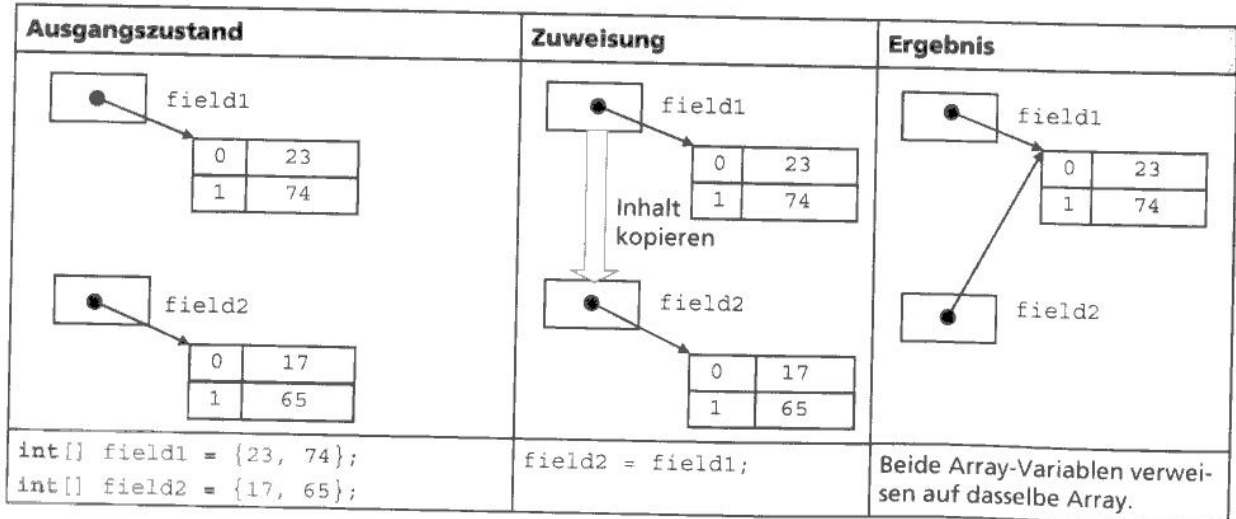 Ausgangszustand
Zuweisung
Ergebnis
field1
0 23
1 74
field2
0 17
1 65
int[] field1 = {23, 74};
int[] field2 = {17, 65};
field1
0 23
1 74
Inhalt
kopieren
field2
0 17
1 65
field2 = field1;
field1
0 23
1 74
field2
Beide Array-Variablen verwei-
sen auf dasselbe Array.